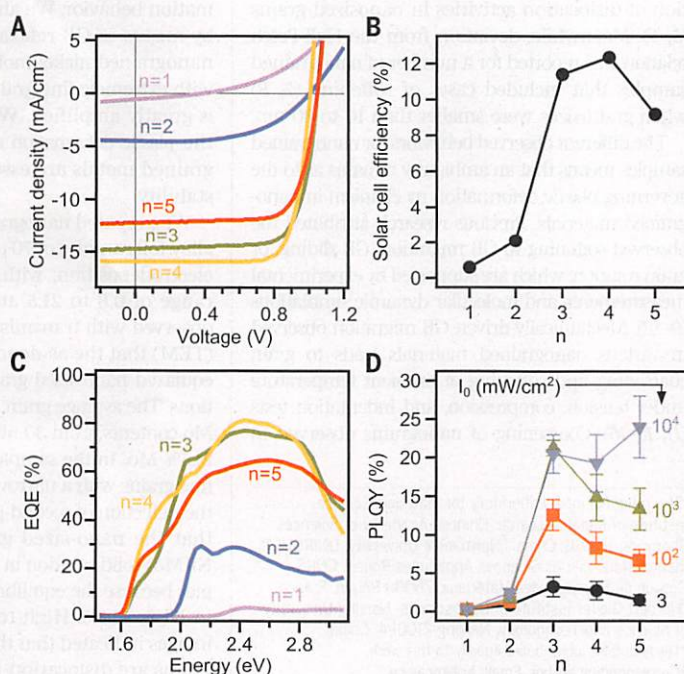 A
Current density (mA/cm²)
5
0
-5
-10
-15
n=1
n=2
n=5
n=3
n=4
0.0 0.4 0.8 1.2
Voltage (V)
B
Solar cell efficiency (%)
12
10
8
6
4
2
0
1 2 3 4 5
n
C
EQE (%)
100
80
60
40
20
0
n=3
n=4
n=5
n=2
n=1
1.6 2.0 2.4 2.8
Energy (eV)
D
PLQY (%)
30
25
20
15
10
5
0
I₀ (mW/cm²)
10⁴
10³
10²
3
1 2 3 4 5
n